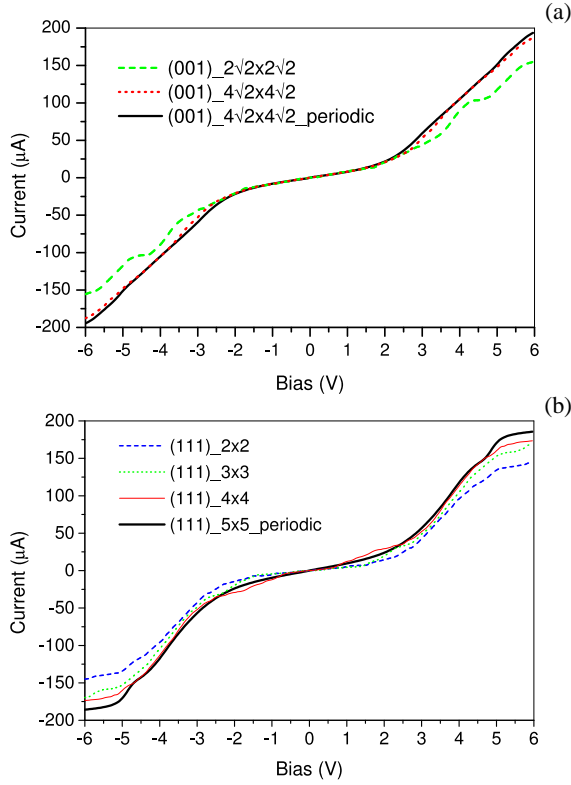 (a)
200
150
100
50
0
-50
-100
-150
-200
Current (μA)
(001)_2√2x2√2
(001)_4√2x4√2
(001)_4√2x4√2_periodic
-6 -5 -4 -3 -2 -1 0 1 2 3 4 5 6
Bias (V)
(b)
200
150
100
50
0
-50
-100
-150
-200
Current (μA)
(111)_2x2
(111)_3x3
(111)_4x4
(111)_5x5_periodic
-6 -5 -4 -3 -2 -1 0 1 2 3 4 5 6
Bias (V)